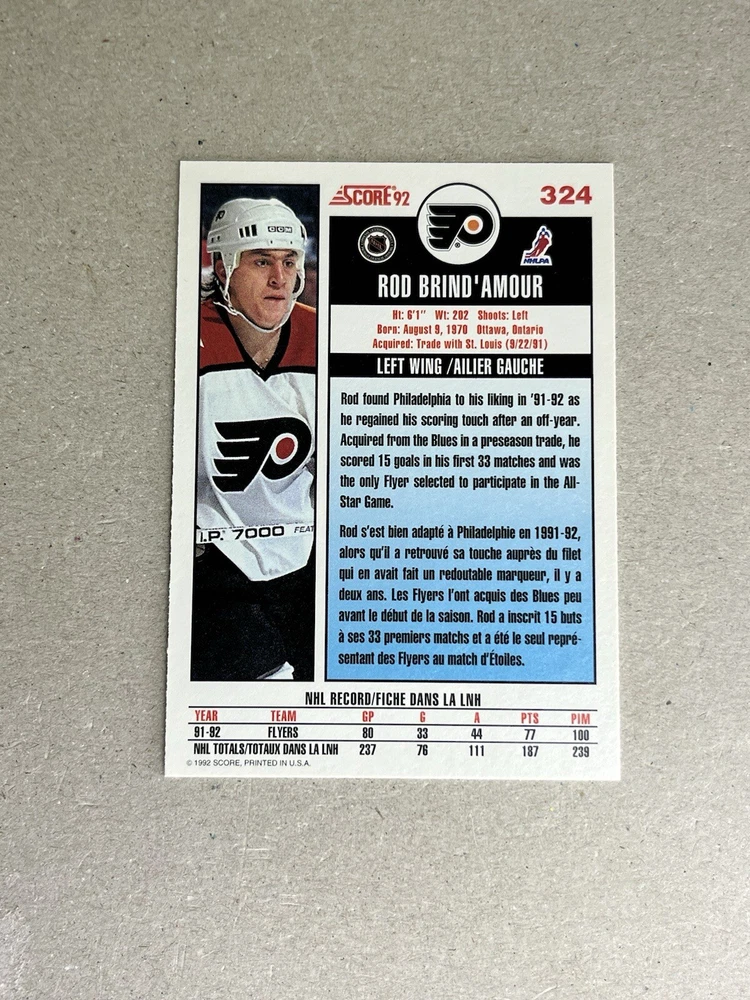 SCORE® 92
324
CCM
NHLPA
ROD BRIND'AMOUR
Ht: 6'1" Wt: 202 Shoots: Left
Born: August 9, 1970 Ottawa, Ontario
Acquired: Trade with St. Louis (9/22/91)
LEFT WING /AILIER GAUCHE
Rod found Philadelphia to his liking in '91-92 as
he regained his scoring touch after an off-year.
Acquired from the Blues in a preseason trade, he
scored 15 goals in his first 33 matches and was
the only Flyer selected to participate in the All-
Star Game.
Rod s'est bien adapté à Philadelphie en 1991-92,
alors qu'il a retrouvé sa touche auprès du filet
qui en avait fait un redoutable marqueur, il y a
deux ans. Les Flyers l'ont acquis des Blues peu
avant le début de la saison. Rod a inscrit 15 buts
à ses 33 premiers matchs et a été le seul repré-
sentant des Flyers au match d'Étoiles.
I.P. 7000 FEAT
NHL RECORD/FICHE DANS LA LNH
YEAR TEAM GP G A PTS PIM
91-92 FLYERS 80 33 44 77 100
NHL TOTALS/TOTAUX DANS LA LNH 237 76 111 187 239
© 1992 SCORE, PRINTED IN U.S.A.